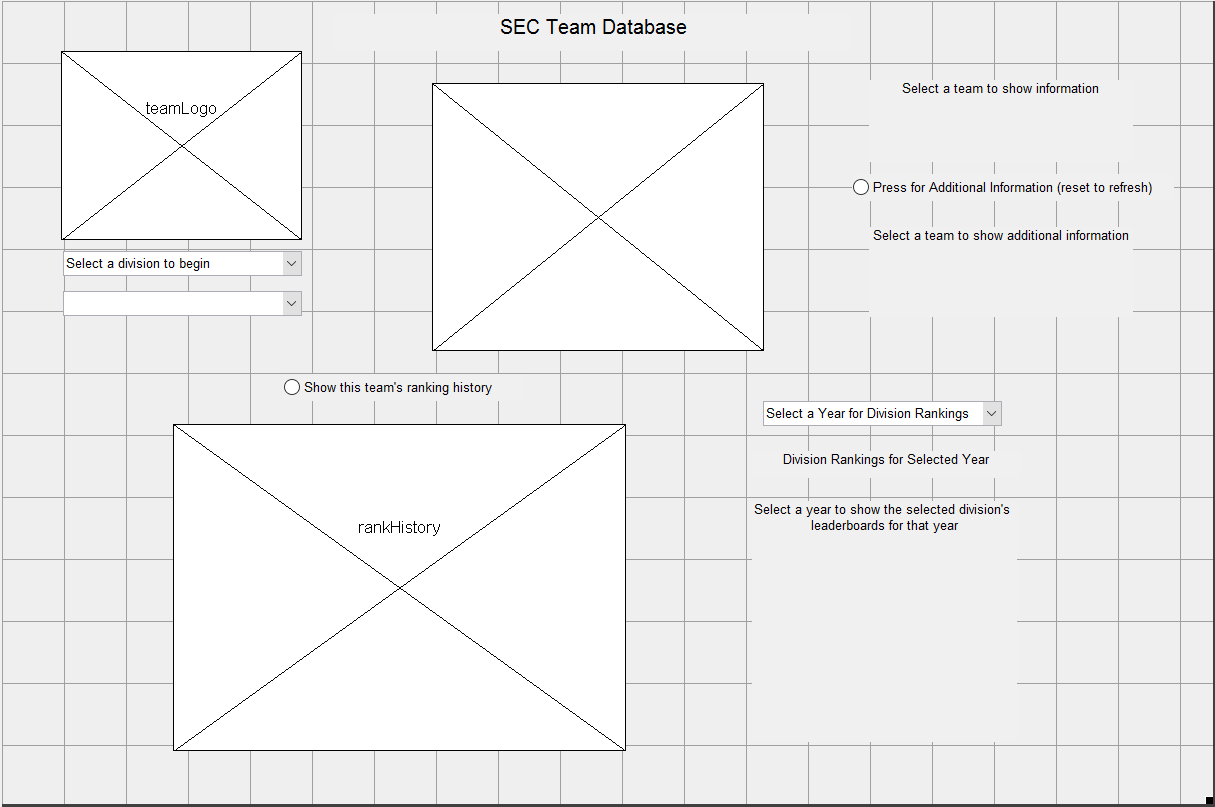 SEC Team Database
teamLogo
Select a team to show information
Press for Additional Information (reset to refresh)
Select a team to show additional information
Select a division to begin
Show this team's ranking history
Select a Year for Division Rankings
Division Rankings for Selected Year
rankHistory
Select a year to show the selected division's
leaderboards for that year